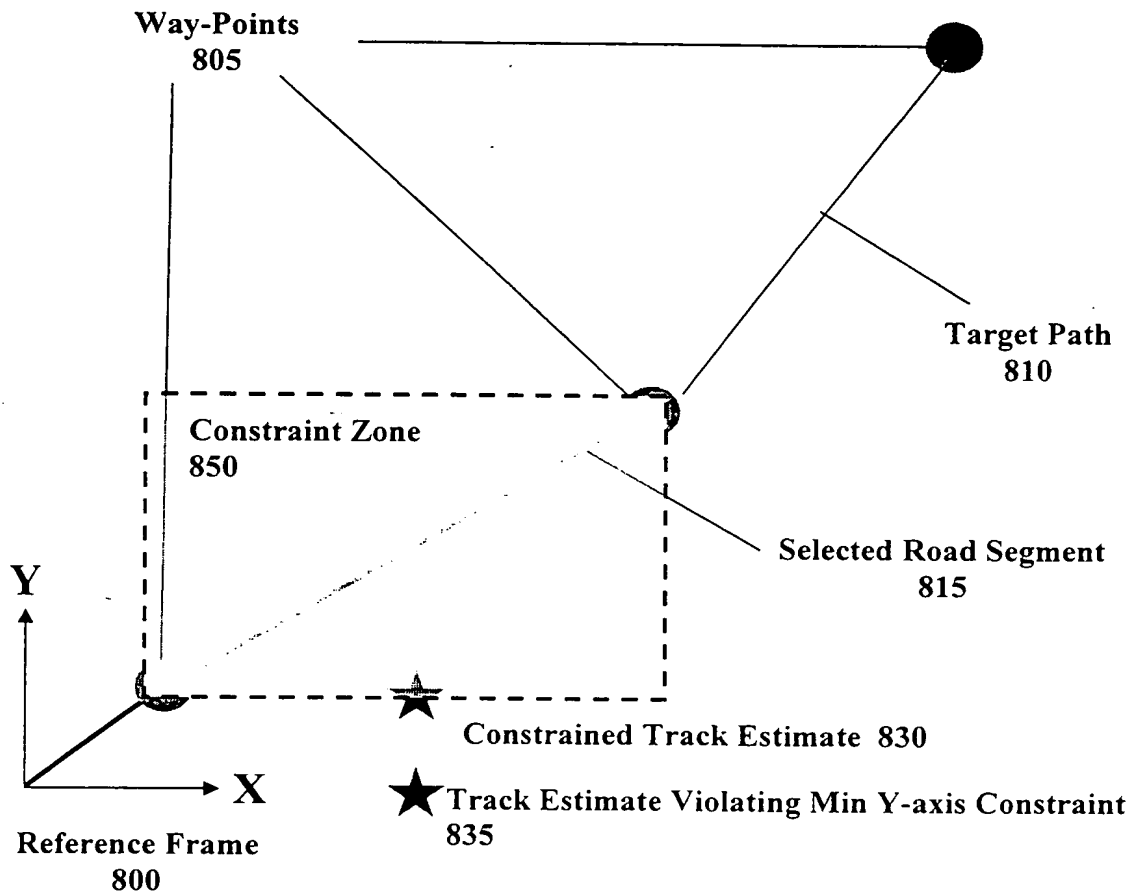 Way-Points
805
Target Path
810
Constraint Zone
850
Selected Road Segment
815
Y
X
Constrained Track Estimate 830
Track Estimate Violating Min Y-axis Constraint
835
Reference Frame
800